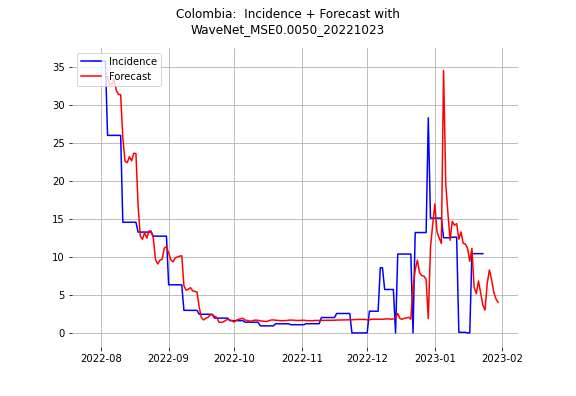 Colombia:  Incidence + Forecast with
WaveNet_MSE0.0050_20221023
Incidence
Forecast
35
30
25
20
15
10
5
0
2022-08 2022-09 2022-10 2022-11 2022-12 2023-01 2023-02